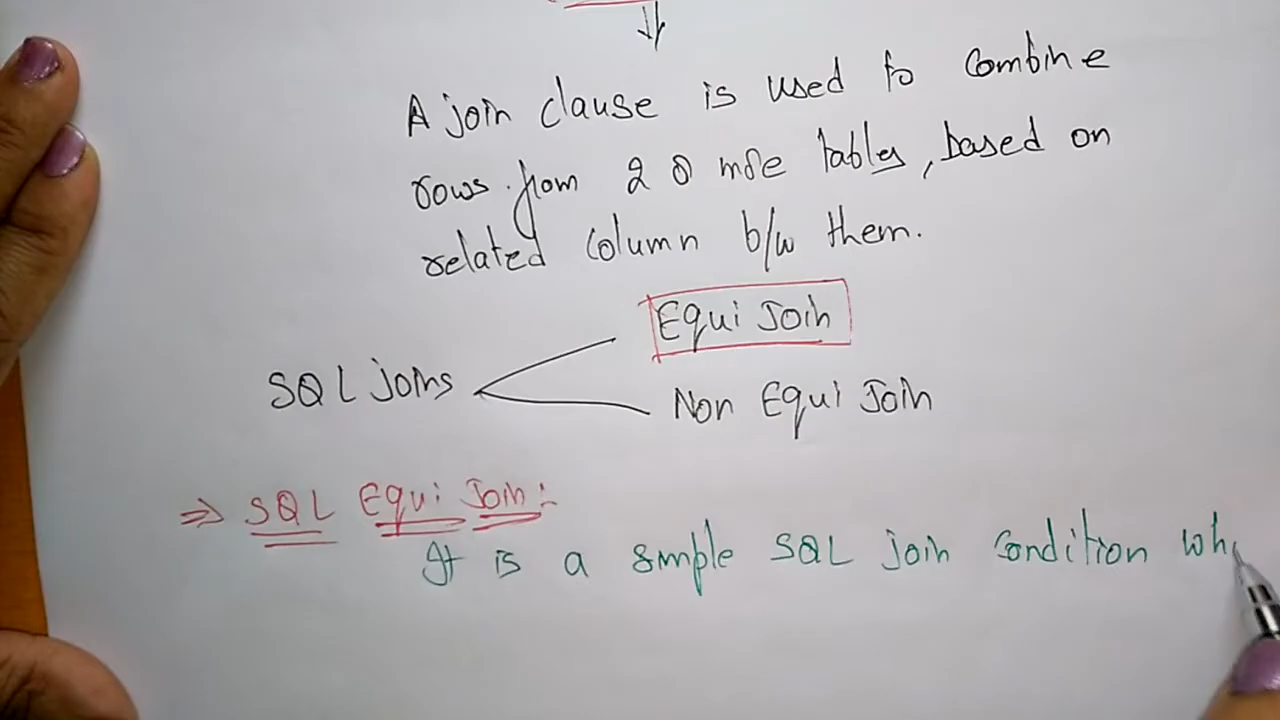 A join clause is used to combine
rows from 2 or more tables, based on
related column b/w them.
Equi Join
SQL joins
Non Equi Join
⇒ SQL Equi Join :-
It is a simple SQL join condition wh